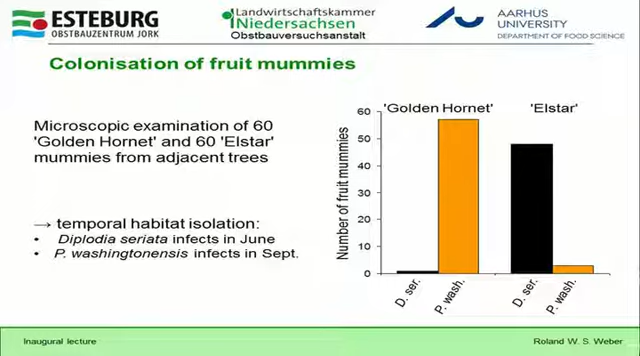 ESTEBURG
OBSTBAUZENTRUM JORK
Landwirtschaftskammer
Niedersachsen
Obstbauversuchsanstalt
AARHUS
UNIVERSITY
DEPARTMENT OF FOOD SCIENCE
Colonisation of fruit mummies
Microscopic examination of 60
'Golden Hornet' and 60 'Elstar'
mummies from adjacent trees
→ temporal habitat isolation:
• Diplodia seriata infects in June
• P. washingtonensis infects in Sept.
'Golden Hornet' 'Elstar'
Number of fruit mummies
60
50
40
30
20
10
0
D. ser.
P. wash.
D. ser.
P. wash.
Inaugural lecture
Roland W. S. Weber